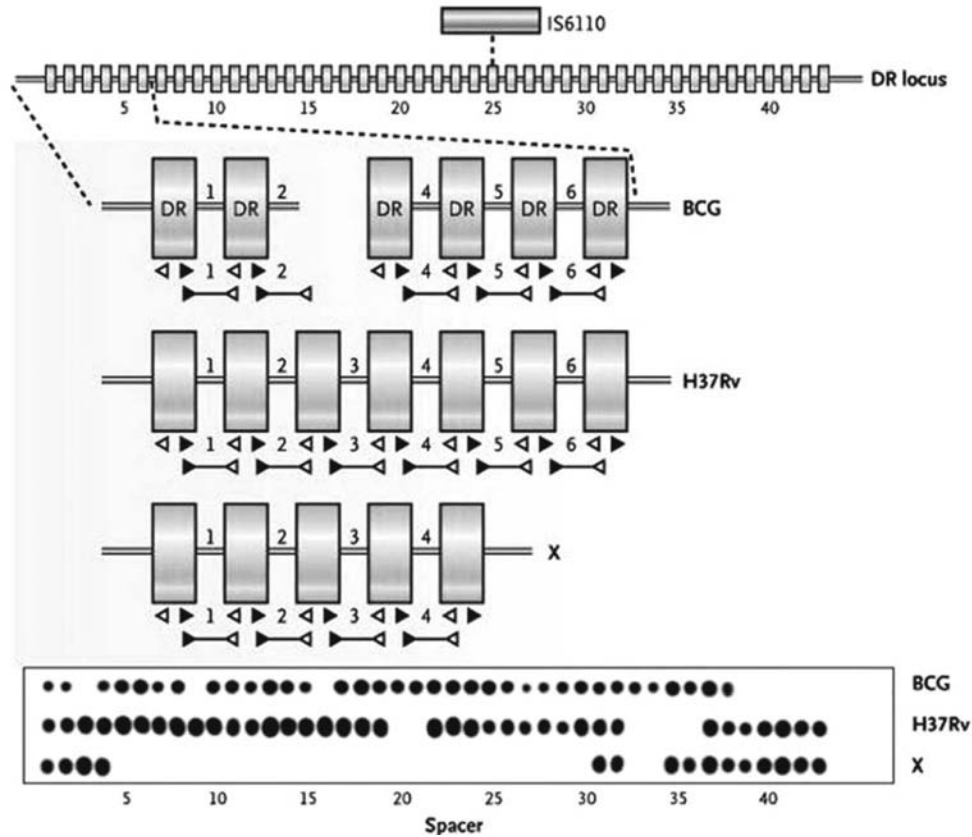 IS6110
DR locus
5 10 15 20 25 30 35 40
1 2 4 5 6
DR DR DR DR DR DR BCG
1 2 4 5 6
1 2 3 4 5 6
H37Rv
1 2 3 4 5 6
1 2 3 4
X
1 2 3 4
BCG
H37Rv
X
5 10 15 20 25 30 35 40
Spacer